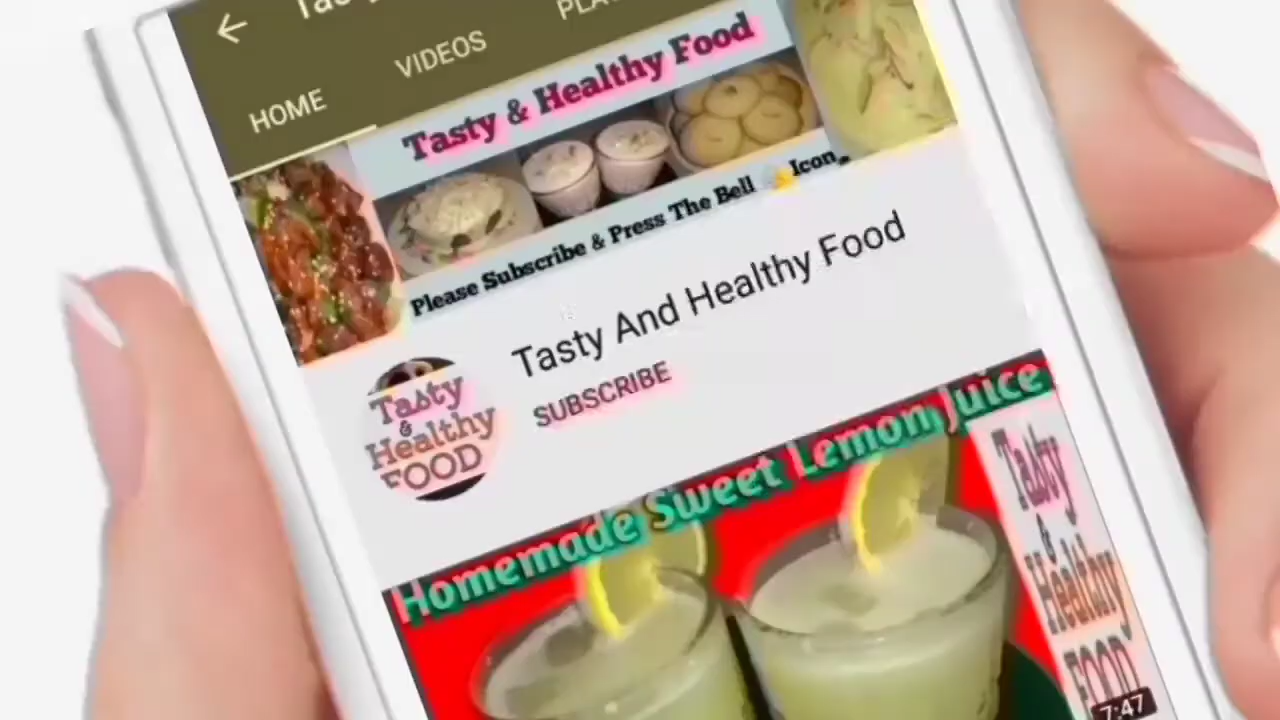 HOME
VIDEOS
Tasty & Healthy Food
Please Subscribe & Press The Bell Icon
Tasty And Healthy Food
SUBSCRIBE
Tasty
&
Healthy
FOOD
Homemade Sweet Lemon Juice
Tasty
&
Healthy
FOOD
7:47